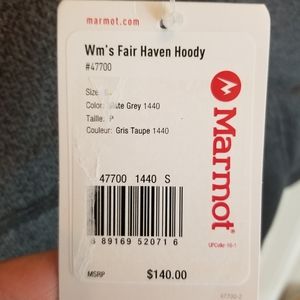 marmot.com
Wm's Fair Haven Hoody
#47700
Size:
Color: Grey 1440
Taille: P
Couleur: Gris Taupe 1440
Marmot
47700 1440 S
8 89169 52071 6
MSRP $140.00